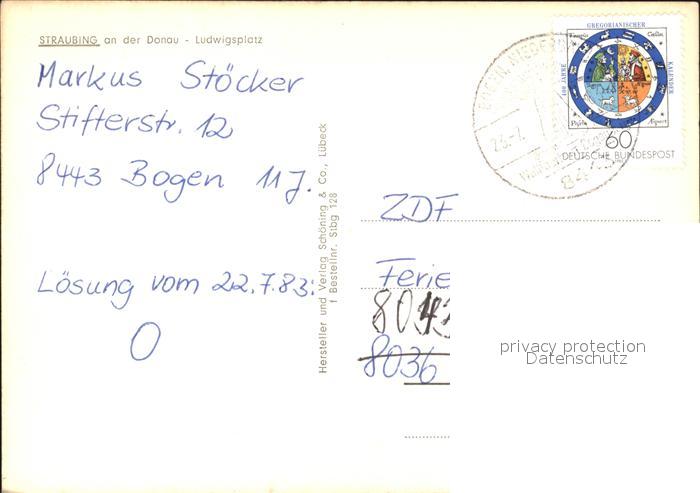 STRAUBING an der Donau - Ludwigsplatz
Markus Stöcker
Stifterstr. 12
8443 Bogen 11 J.
Lösung vom 22.7.83:
O
Hersteller und Verlag Schöning & Co., Lübeck
1 Bestellnr. Stbg 128
GREGORIANISCHER
400 JAHRE
KALENDER
60
DEUTSCHE BUNDESPOST
ZDF
Ferie
8043
8036
privacy protection
Datenschutz